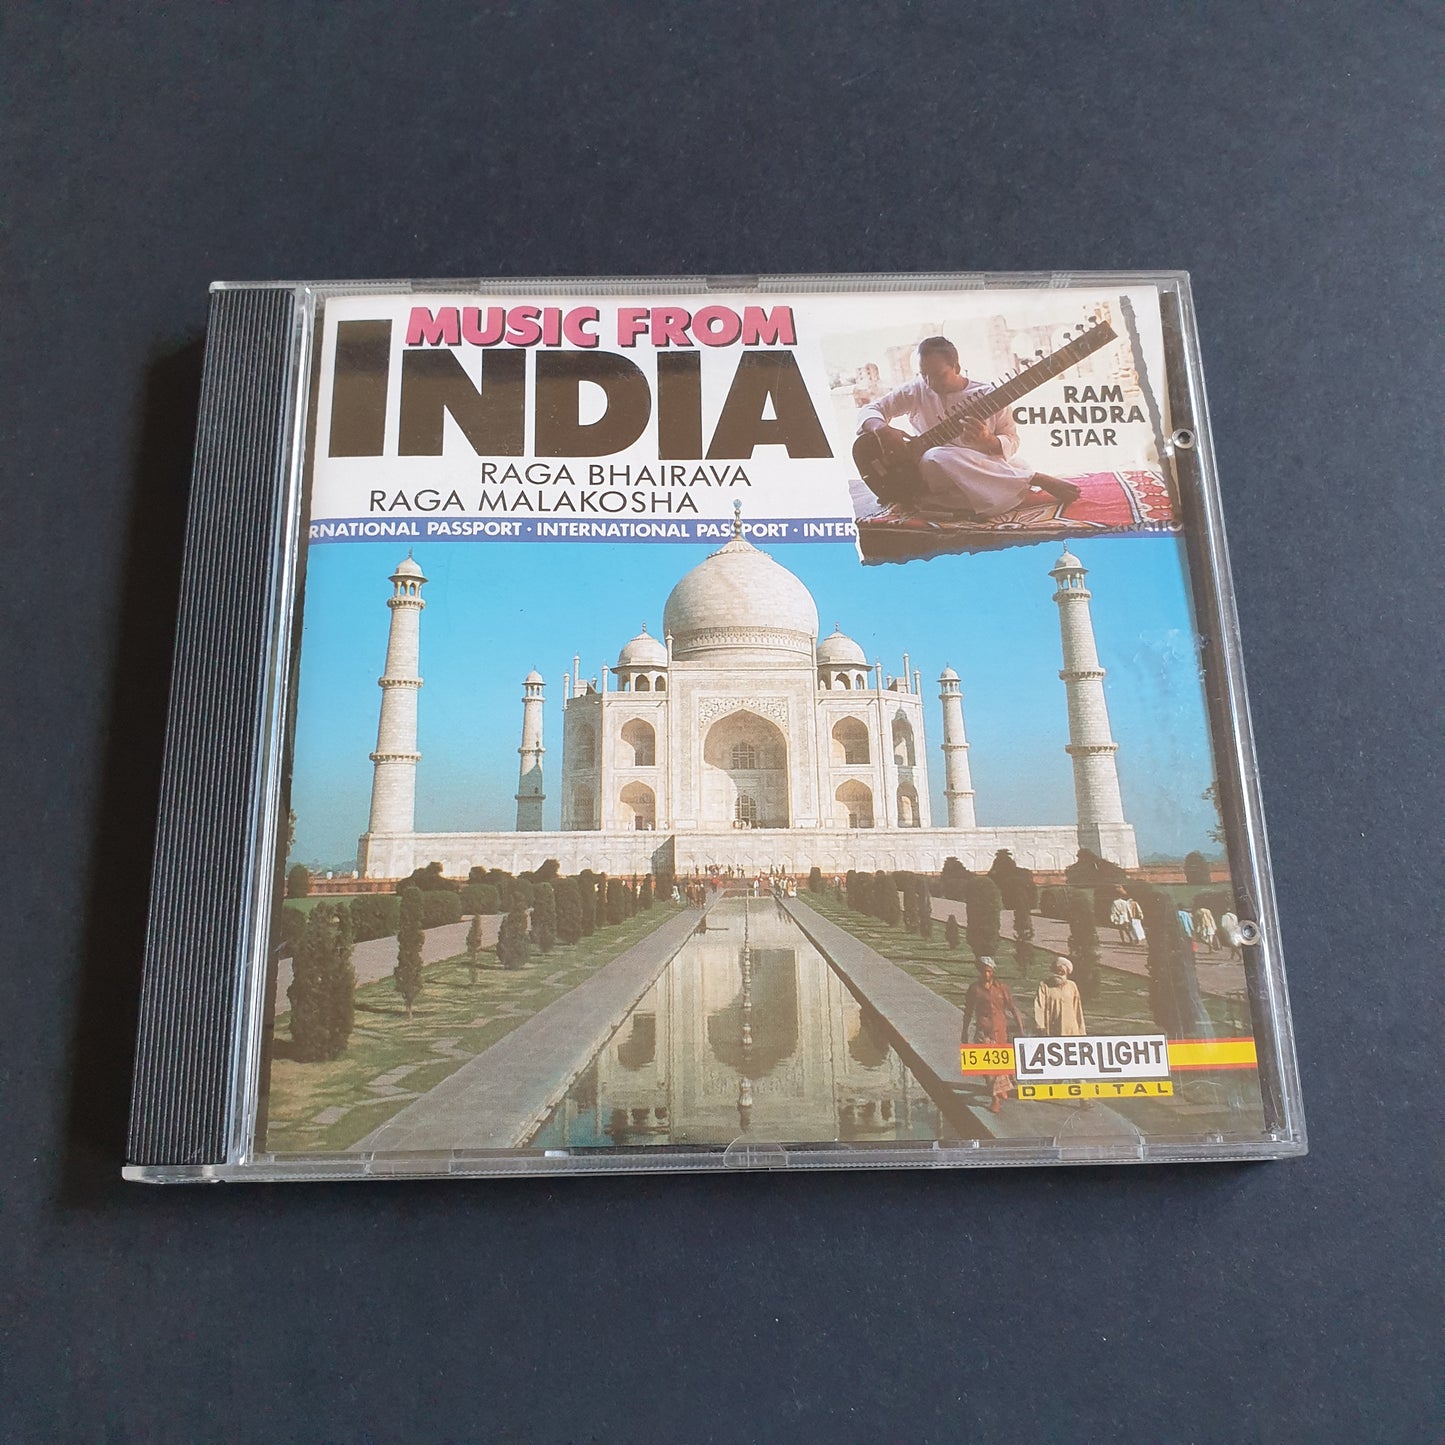 MUSIC FROM
INDIA
RAGA BHAIRAVA
RAGA MALAKOSHA
RAM
CHANDRA
SITAR
RNATIONAL PASSPORT · INTERNATIONAL PASSPORT · INTER
15 439
LASERLIGHT
DIGITAL